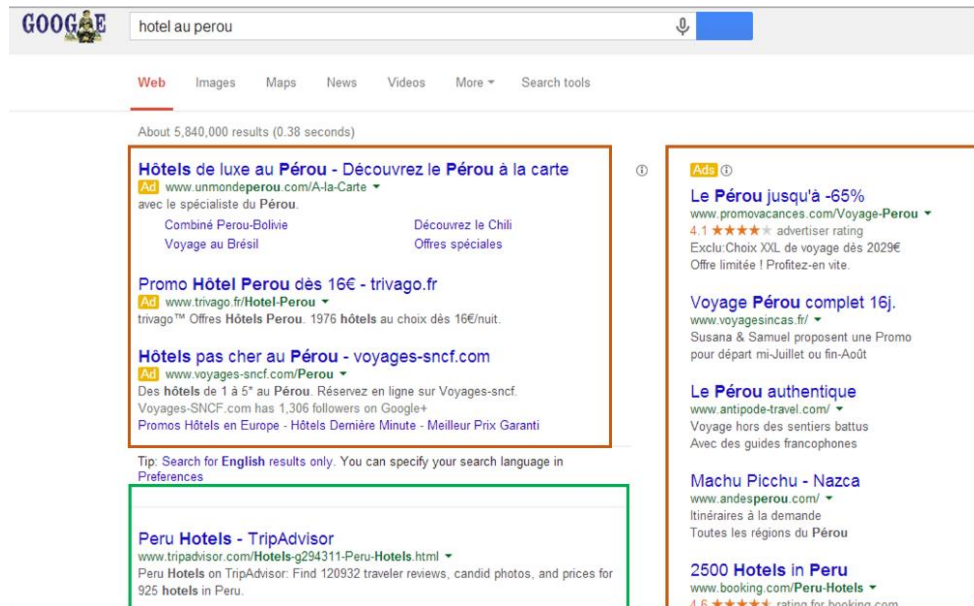 GOOGLE
hotel au perou
Web Images Maps News Videos More Search tools
About 5,840,000 results (0.38 seconds)
Hôtels de luxe au Pérou - Découvrez le Pérou à la carte
Ad www.unmondeperou.com/A-la-Carte
avec le spécialiste du Pérou.
Combiné Perou-Bolivie Découvrez le Chili
Voyage au Brésil Offres spéciales
Promo Hôtel Perou dès 16€ - trivago.fr
Ad www.trivago.fr/Hotel-Perou
trivago™ Offres Hôtels Perou. 1976 hôtels au choix dès 16€/nuit.
Hôtels pas cher au Pérou - voyages-sncf.com
Ad www.voyages-sncf.com/Perou
Des hôtels de 1 à 5* au Pérou. Réservez en ligne sur Voyages-sncf.
Voyages-SNCF.com has 1,306 followers on Google+
Promos Hôtels en Europe - Hôtels Dernière Minute - Meilleur Prix Garanti
Tip: Search for English results only. You can specify your search language in
Preferences
Peru Hotels - TripAdvisor
www.tripadvisor.com/Hotels-g294311-Peru-Hotels.html
Peru Hotels on TripAdvisor: Find 120932 traveler reviews, candid photos, and prices for
925 hotels in Peru.
Ads
Le Pérou jusqu'à -65%
www.promovacances.com/Voyage-Perou
4.1 ★★★★★ advertiser rating
Exclu:Choix XXL de voyage dès 2029€
Offre limitée ! Profitez-en vite.
Voyage Pérou complet 16j.
www.voyagesincas.fr/
Susana & Samuel proposent une Promo
pour départ mi-Juillet ou fin-Août
Le Pérou authentique
www.antipode-travel.com/
Voyage hors des sentiers battus
Avec des guides francophones
Machu Picchu - Nazca
www.andesperou.com/
Itinéraires à la demande
Toutes les régions du Pérou
2500 Hotels in Peru
www.booking.com/Peru-Hotels
4.5 ★★★★★ rating for booking.com